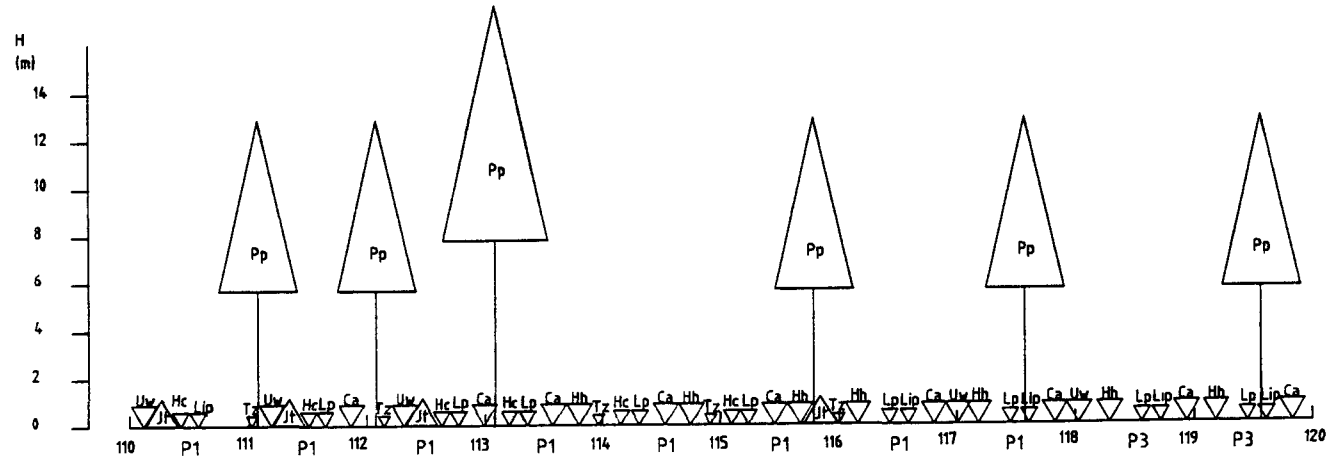 H
(m)
14
12
10
8
6
4
2
0
Pp Pp Pp Pp Pp Pp
Uw Jt Hc Lip Tz Uw Jt Hc Lp Ca Tz Uw Jt Hc Lp Ca Hc Lp Ca Hh Tz Hc Lp Ca Hh Tz Hc Lp Ca Hh Jt Tz Hh Lp Lip Ca Uw Hh Lp Lip Ca Uw Hh Lp Lip Ca Hh Lp Lip Ca
110 111 112 113 114 115 116 117 118 119 120
P1 P1 P1 P1 P1 P1 P1 P1 P3 P3